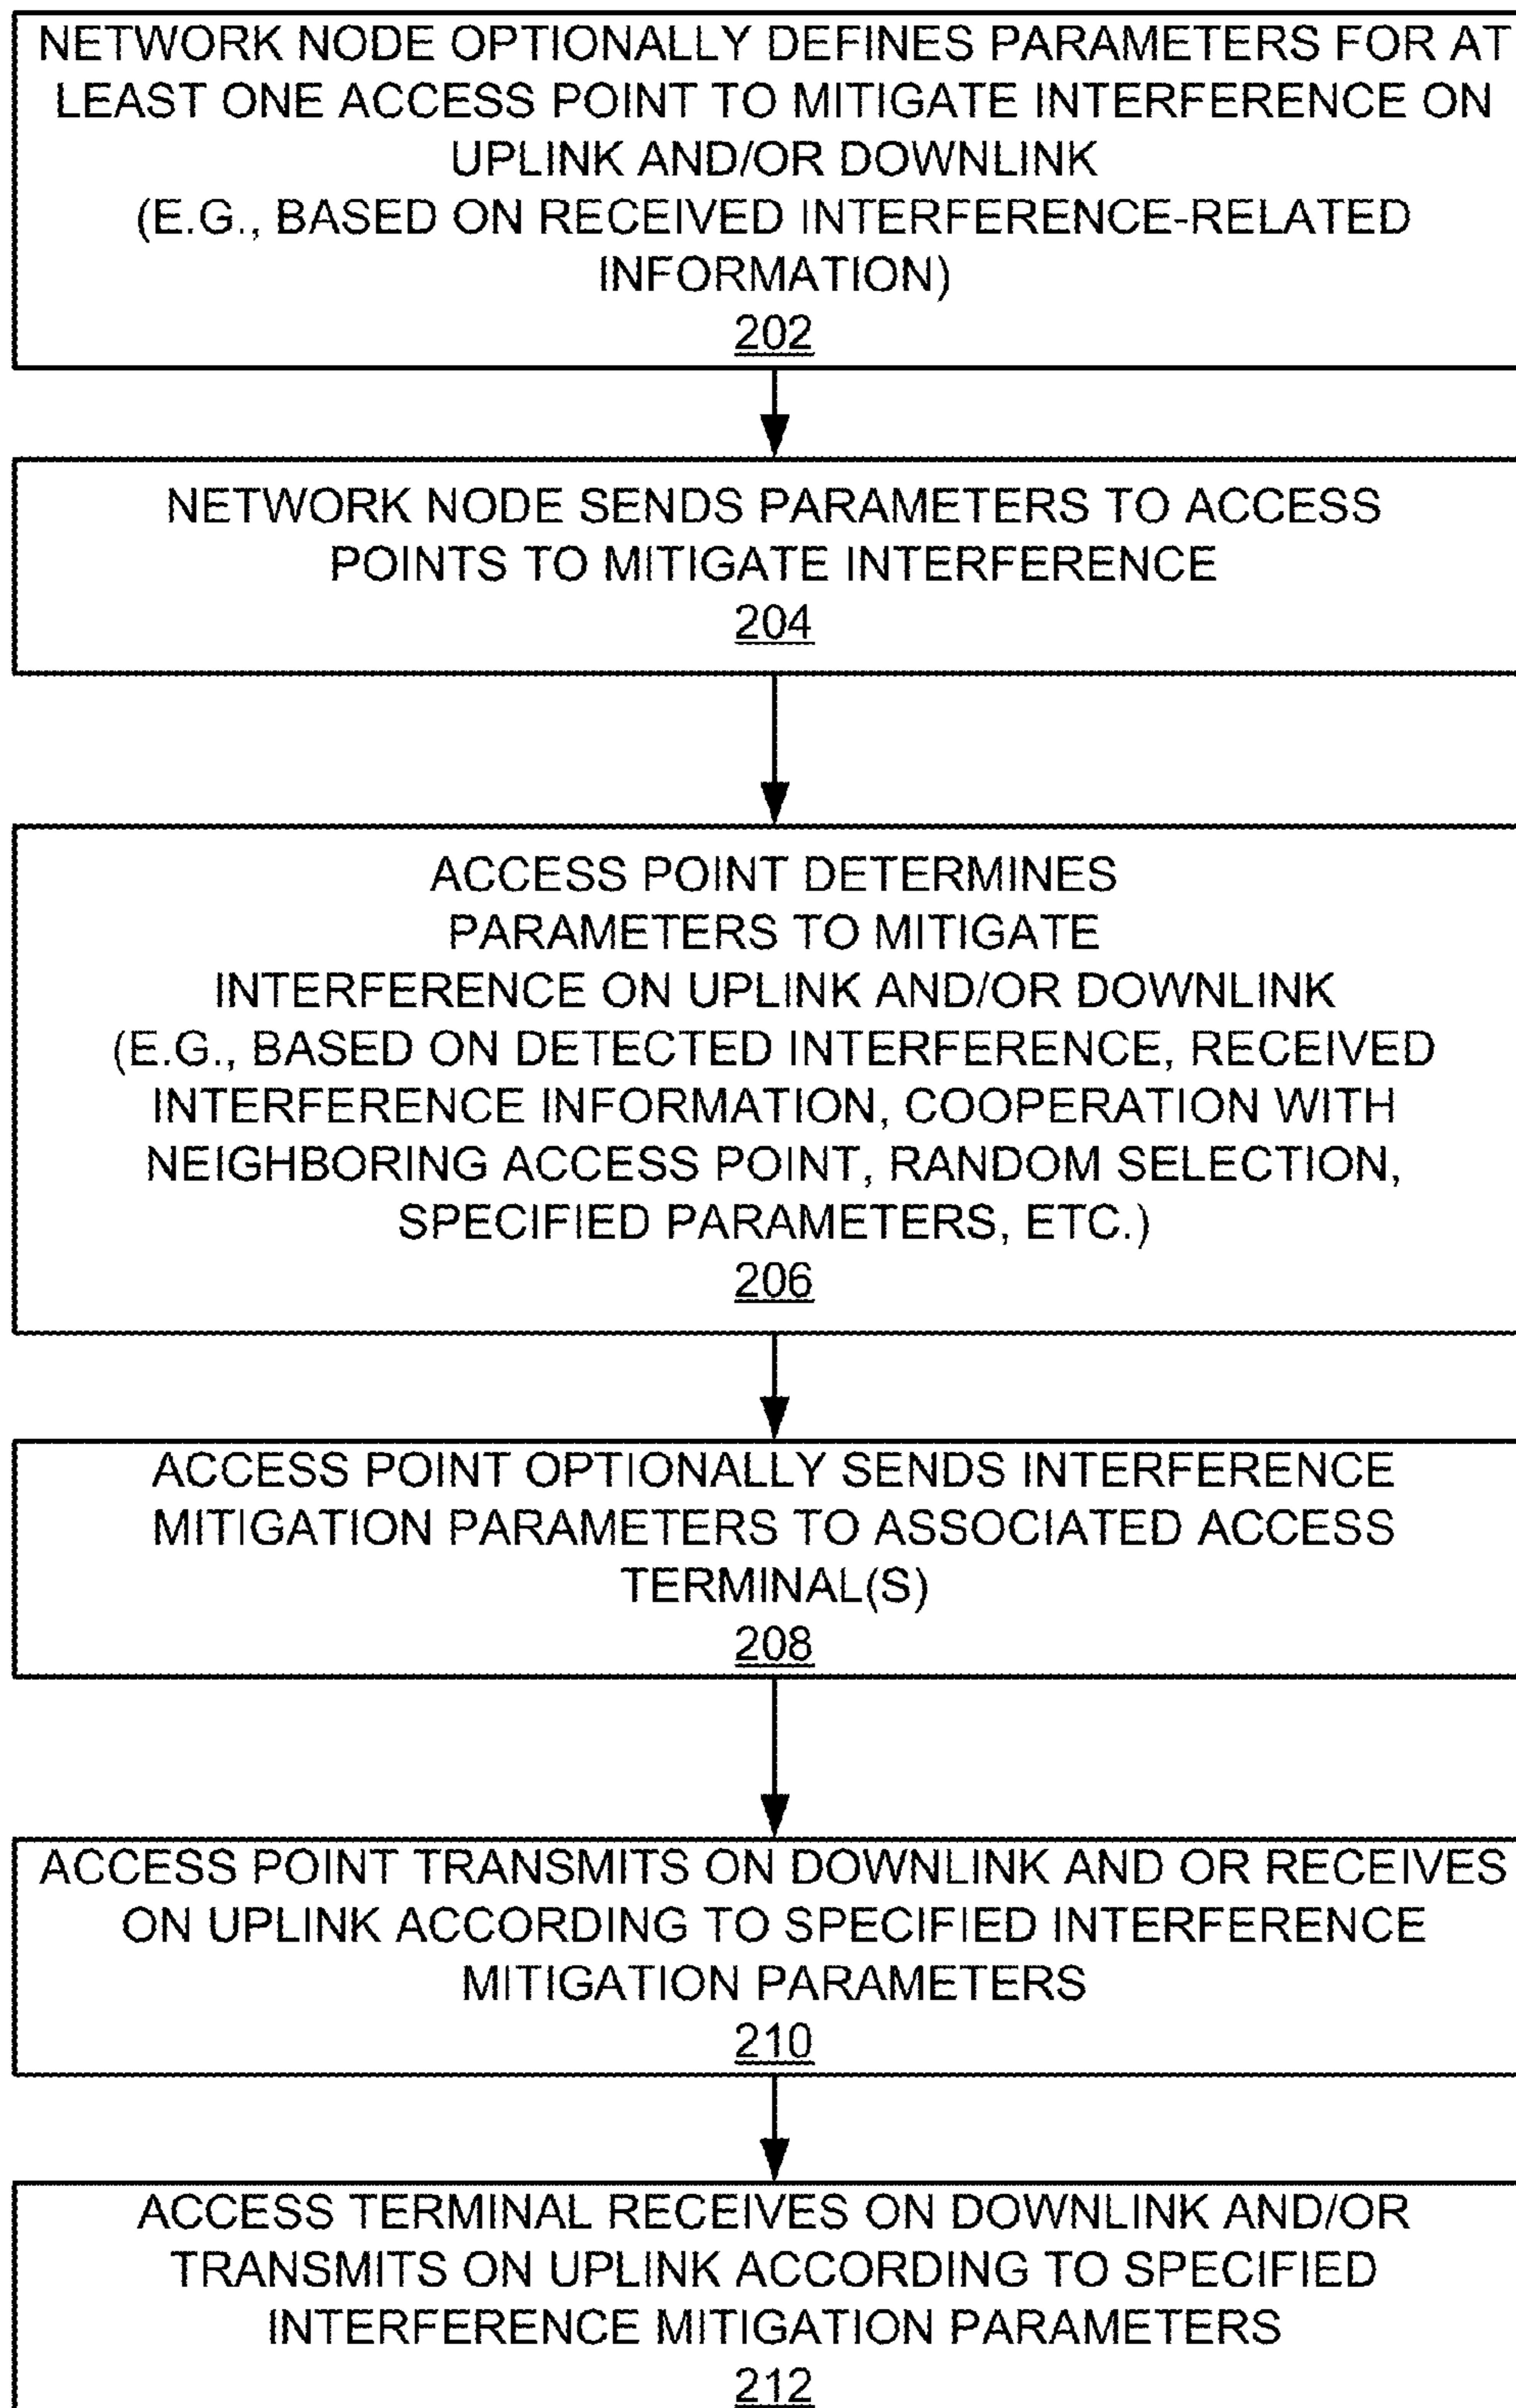 NETWORK NODE OPTIONALLY DEFINES PARAMETERS FOR AT
LEAST ONE ACCESS POINT TO MITIGATE INTERFERENCE ON
UPLINK AND/OR DOWNLINK
(E.G., BASED ON RECEIVED INTERFERENCE-RELATED
INFORMATION)
202
NETWORK NODE SENDS PARAMETERS TO ACCESS
POINTS TO MITIGATE INTERFERENCE
204
ACCESS POINT DETERMINES
PARAMETERS TO MITIGATE
INTERFERENCE ON UPLINK AND/OR DOWNLINK
(E.G., BASED ON DETECTED INTERFERENCE, RECEIVED
INTERFERENCE INFORMATION, COOPERATION WITH
NEIGHBORING ACCESS POINT, RANDOM SELECTION,
SPECIFIED PARAMETERS, ETC.)
206
ACCESS POINT OPTIONALLY SENDS INTERFERENCE
MITIGATION PARAMETERS TO ASSOCIATED ACCESS
TERMINAL(S)
208
ACCESS POINT TRANSMITS ON DOWNLINK AND OR RECEIVES
ON UPLINK ACCORDING TO SPECIFIED INTERFERENCE
MITIGATION PARAMETERS
210
ACCESS TERMINAL RECEIVES ON DOWNLINK AND/OR
TRANSMITS ON UPLINK ACCORDING TO SPECIFIED
INTERFERENCE MITIGATION PARAMETERS
212